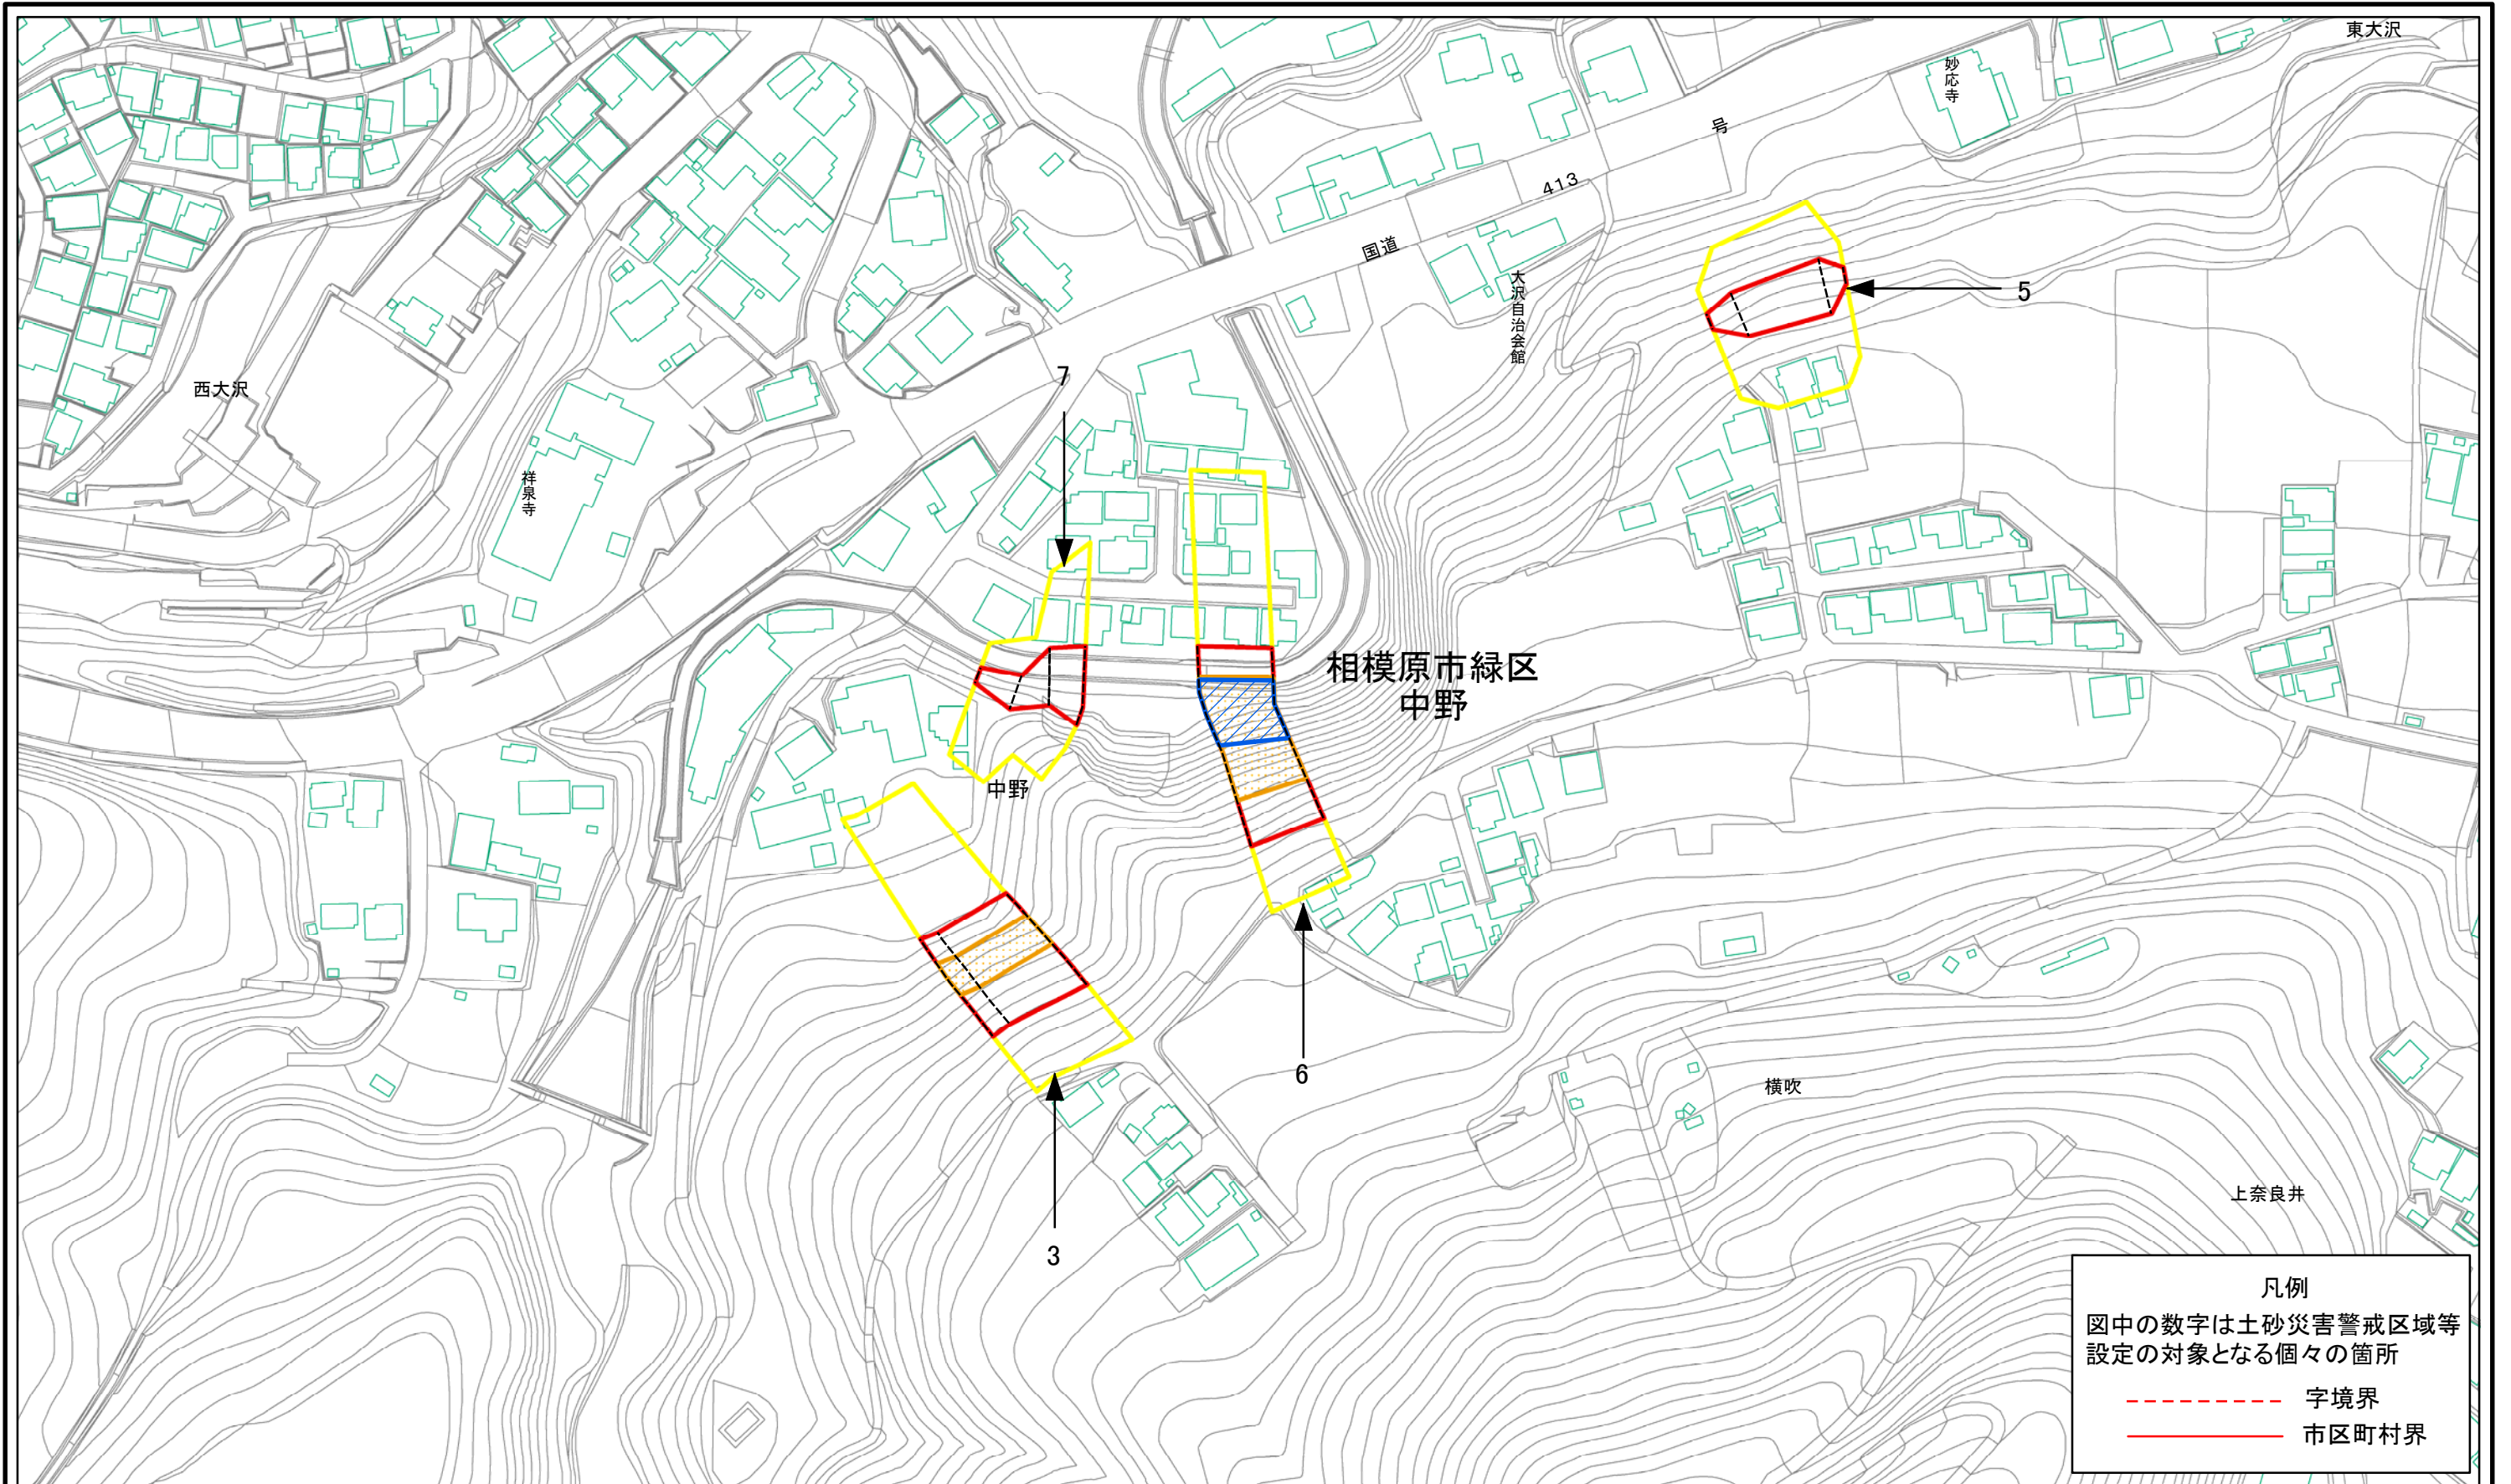 東大沢
妙応寺
号
413
国道
大沢自治会館
5
7
西大沢
祥泉寺
相模原市緑区
中野
中野
6
横吹
3
上奈良井
凡例
図中の数字は土砂災害警戒区域等
設定の対象となる個々の箇所
字境界
市区町村界